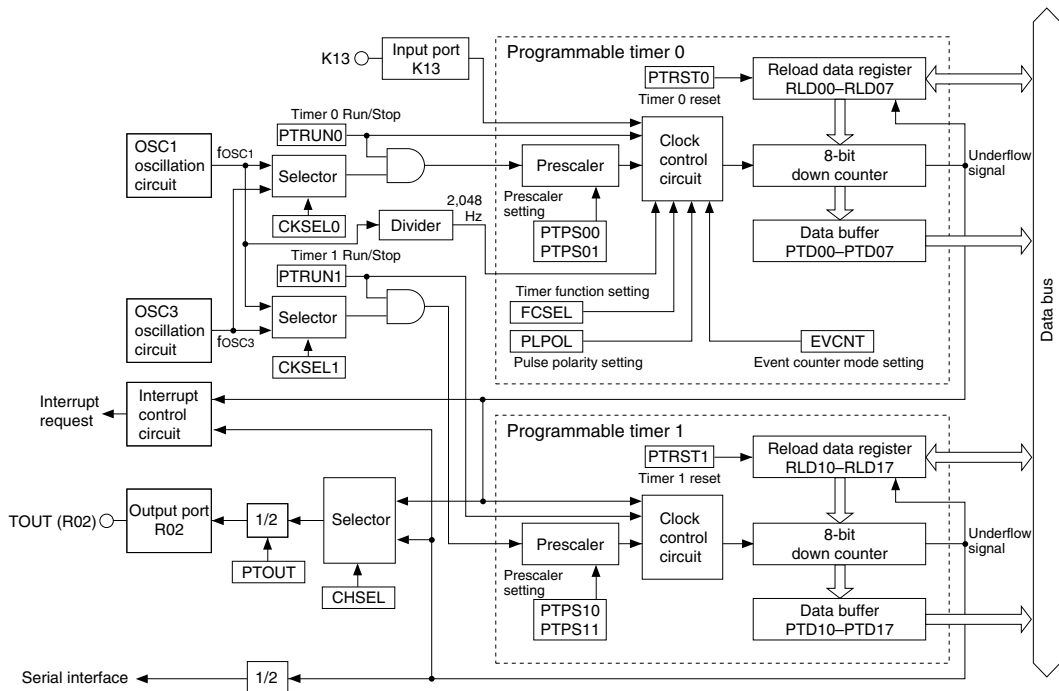 K13
Input port
K13
Programmable timer 0
PTRST0
Timer 0 reset
Reload data register
RLD00–RLD07
Timer 0 Run/Stop
PTRUN0
OSC1
oscillation
circuit
fOSC1
Selector
CKSEL0
Prescaler
Prescaler
setting
PTPS00
PTPS01
Clock
control
circuit
8-bit
down counter
Underflow
signal
Divider
2,048
Hz
Data buffer
PTD00–PTD07
Timer 1 Run/Stop
PTRUN1
OSC3
oscillation
circuit
fOSC3
Selector
CKSEL1
Timer function setting
FCSEL
PLPOL
Pulse polarity setting
EVCNT
Event counter mode setting
Data bus
Interrupt
request
Interrupt
control
circuit
Programmable timer 1
PTRST1
Timer 1 reset
Reload data register
RLD10–RLD17
TOUT (R02)
Output port
R02
1/2
PTOUT
Selector
CHSEL
Prescaler
Prescaler
setting
PTPS10
PTPS11
Clock
control
circuit
8-bit
down counter
Underflow
signal
Data buffer
PTD10–PTD17
Serial interface
1/2